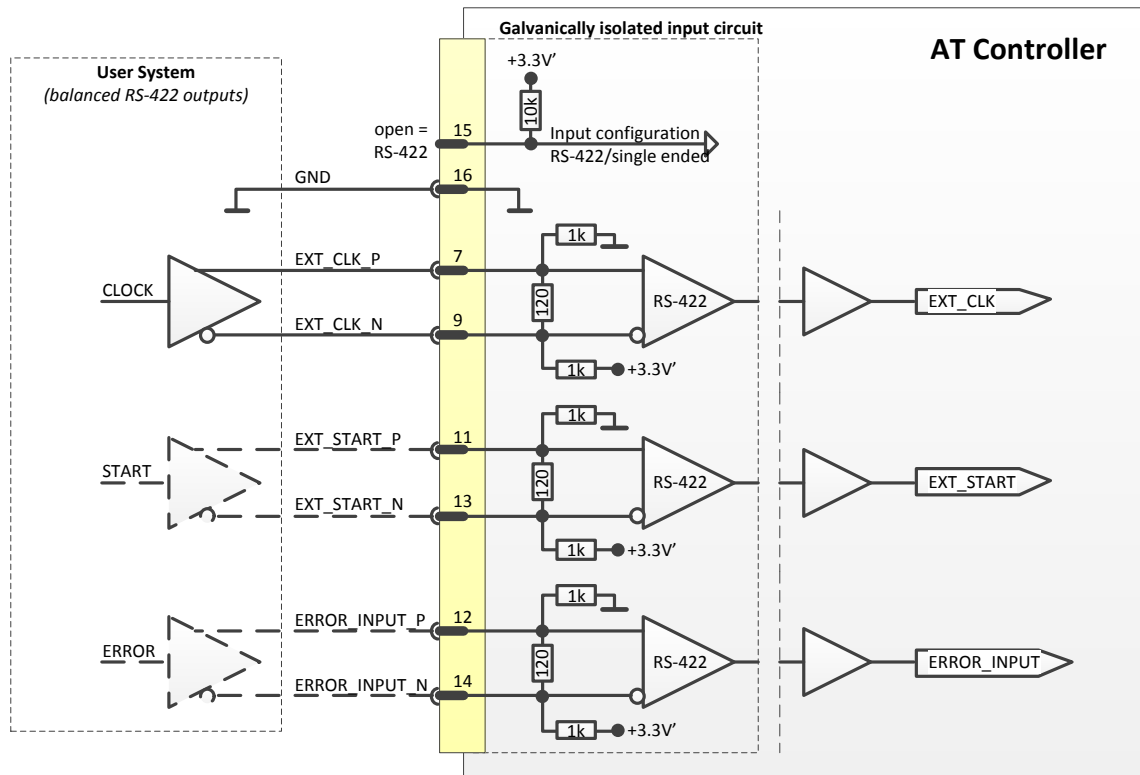 Galvanically isolated input circuit
AT Controller
User System
(balanced RS-422 outputs)
+3.3V'
10k
open =
RS-422
15
Input configuration
RS-422/single ended
GND
16
1k
CLOCK
EXT_CLK_P
7
120
RS-422
EXT_CLK
EXT_CLK_N
9
1k
+3.3V'
1k
START
EXT_START_P
11
120
RS-422
EXT_START
EXT_START_N
13
1k
+3.3V'
1k
ERROR
ERROR_INPUT_P
12
120
RS-422
ERROR_INPUT
ERROR_INPUT_N
14
1k
+3.3V'